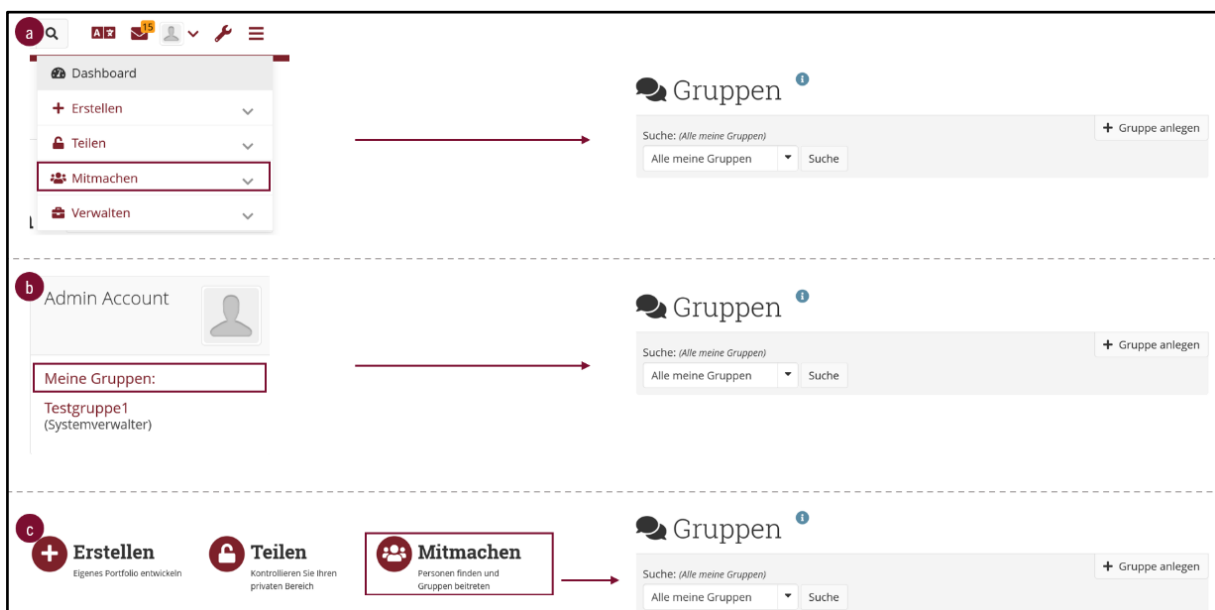 a
15
Dashboard
Erstellen
Teilen
Mitmachen
Verwalten
Gruppen
Suche: (Alle meine Gruppen)
+ Gruppe anlegen
Alle meine Gruppen
Suche
b
Admin Account
Meine Gruppen:
Testgruppe1
(Systemverwalter)
Gruppen
Suche: (Alle meine Gruppen)
+ Gruppe anlegen
Alle meine Gruppen
Suche
c
Erstellen
Eigenes Portfolio entwickeln
Teilen
Kontrollieren Sie Ihren
privaten Bereich
Mitmachen
Personen finden und
Gruppen beitreten
Gruppen
Suche: (Alle meine Gruppen)
+ Gruppe anlegen
Alle meine Gruppen
Suche